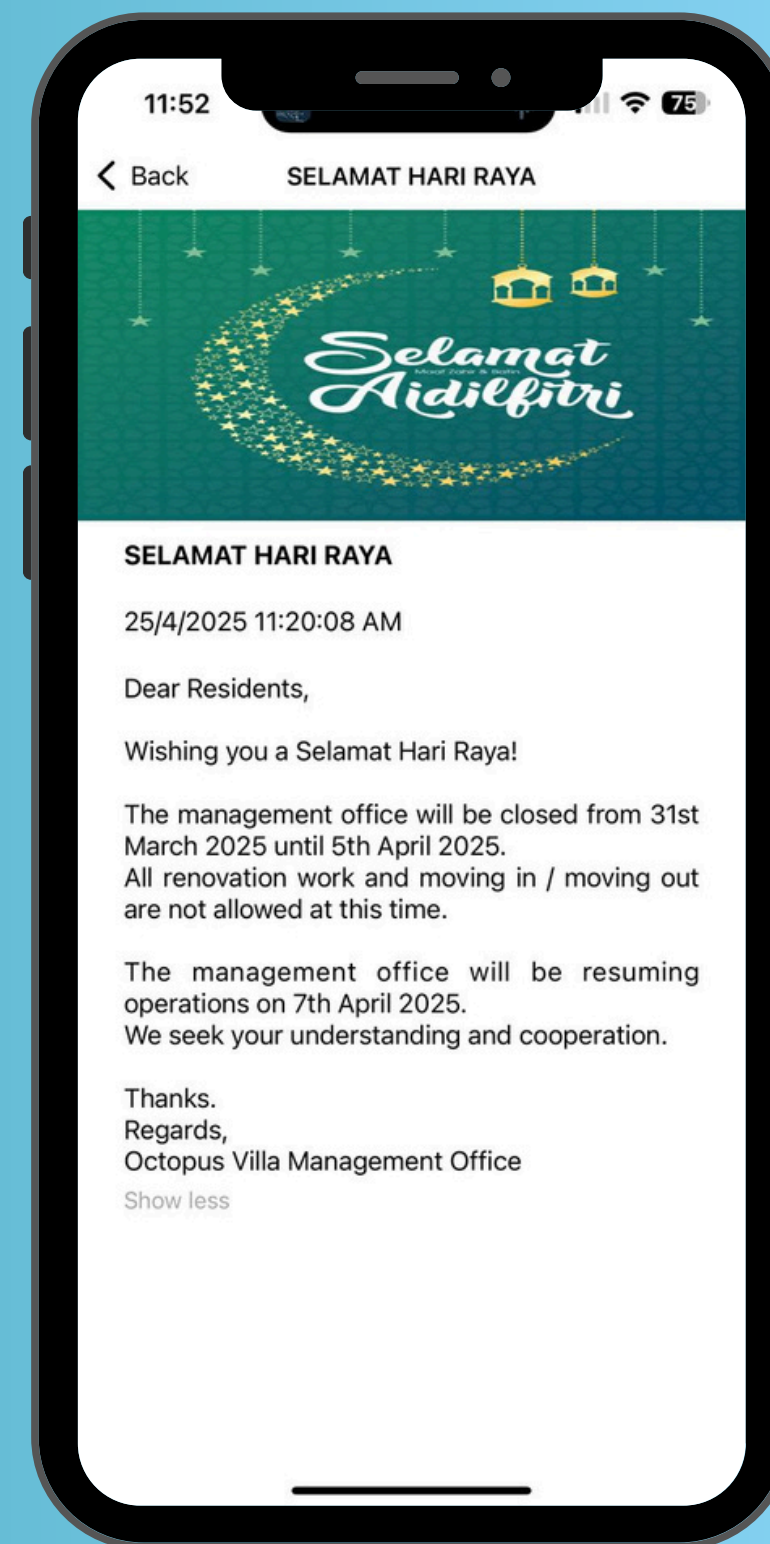 11:52
75
Back
SELAMAT HARI RAYA
Selamat
Maaf Zahir & Batin
Aidilfitri
SELAMAT HARI RAYA
25/4/2025 11:20:08 AM
Dear Residents,
Wishing you a Selamat Hari Raya!
The management office will be closed from 31st
March 2025 until 5th April 2025.
All renovation work and moving in / moving out
are not allowed at this time.
The management office will be resuming
operations on 7th April 2025.
We seek your understanding and cooperation.
Thanks.
Regards,
Octopus Villa Management Office
Show less